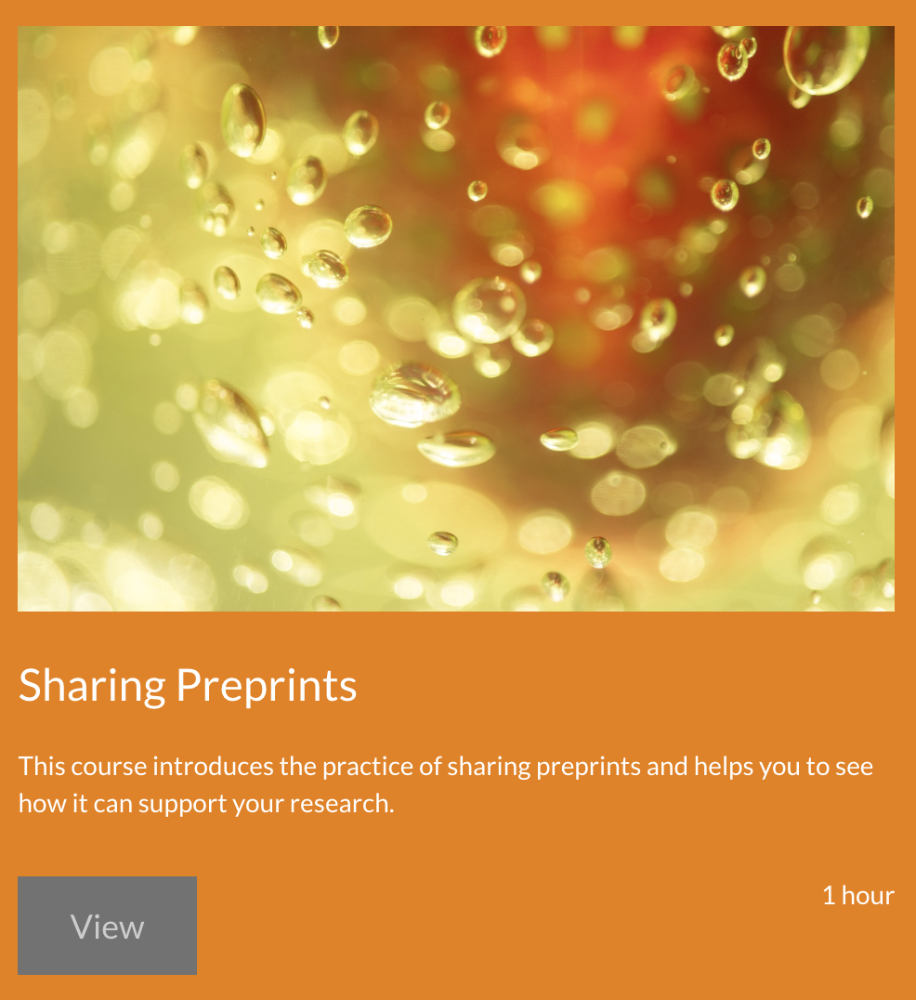 Sharing Preprints
This course introduces the practice of sharing preprints and helps you to see
how it can support your research.
View
1 hour